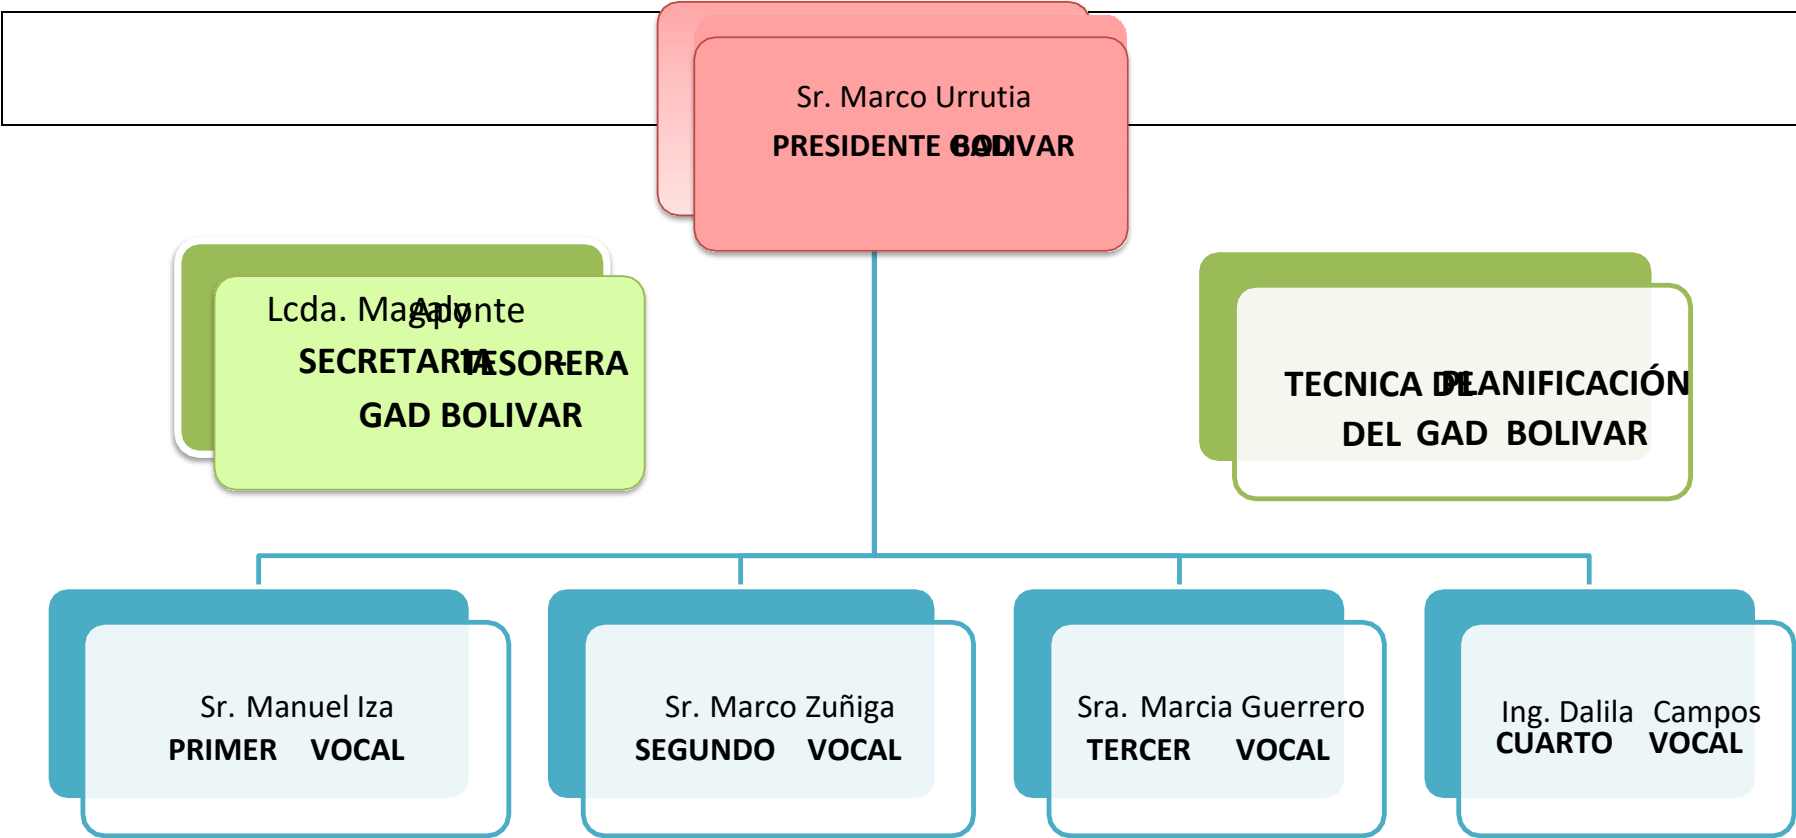 Sr. Marco Urrutia
PRESIDENTE GAD BOLIVAR
Lcda. Magaly Aponte
SECRETARIA - TESORERA
GAD BOLIVAR
TECNICA DE PLANIFICACIÓN
DEL GAD BOLIVAR
Sr. Manuel Iza
PRIMER VOCAL
Sr. Marco Zuñiga
SEGUNDO VOCAL
Sra. Marcia Guerrero
TERCER VOCAL
Ing. Dalila Campos
CUARTO VOCAL